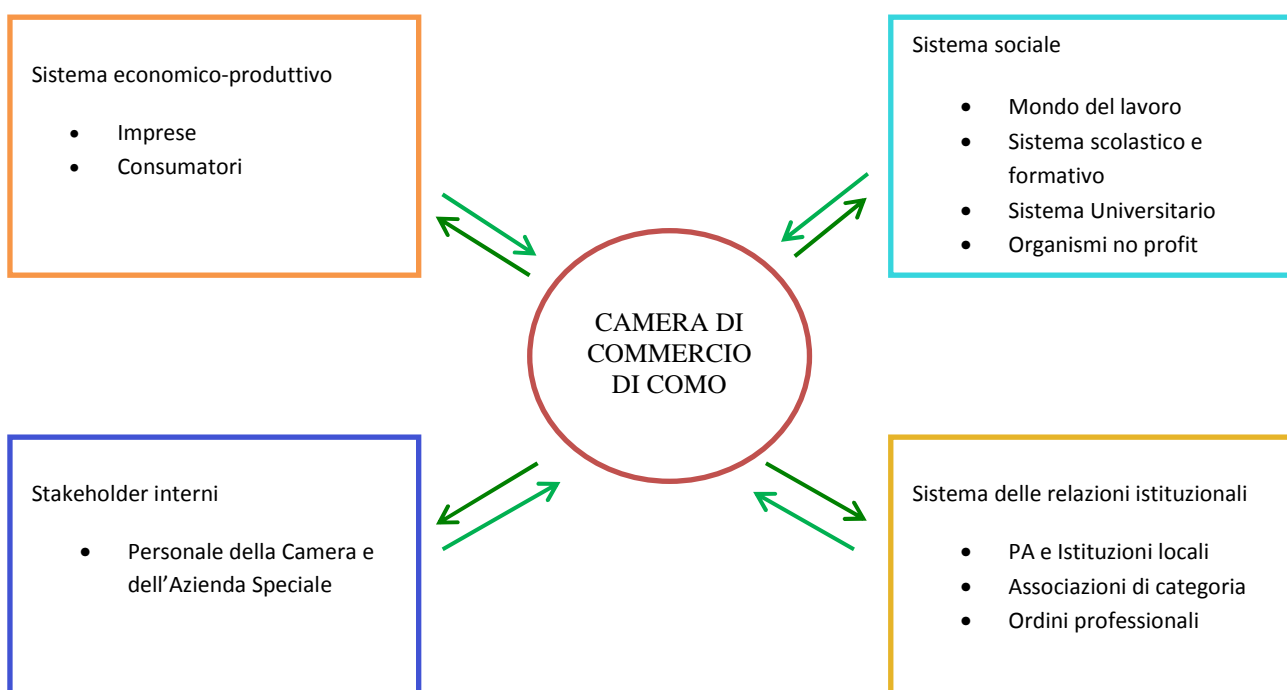 Sistema economico-produttivo
• Imprese
• Consumatori
Sistema sociale
• Mondo del lavoro
• Sistema scolastico e
formativo
• Sistema Universitario
• Organismi no profit
CAMERA DI
COMMERCIO
DI COMO
Stakeholder interni
• Personale della Camera e
dell’Azienda Speciale
Sistema delle relazioni istituzionali
• PA e Istituzioni locali
• Associazioni di categoria
• Ordini professionali